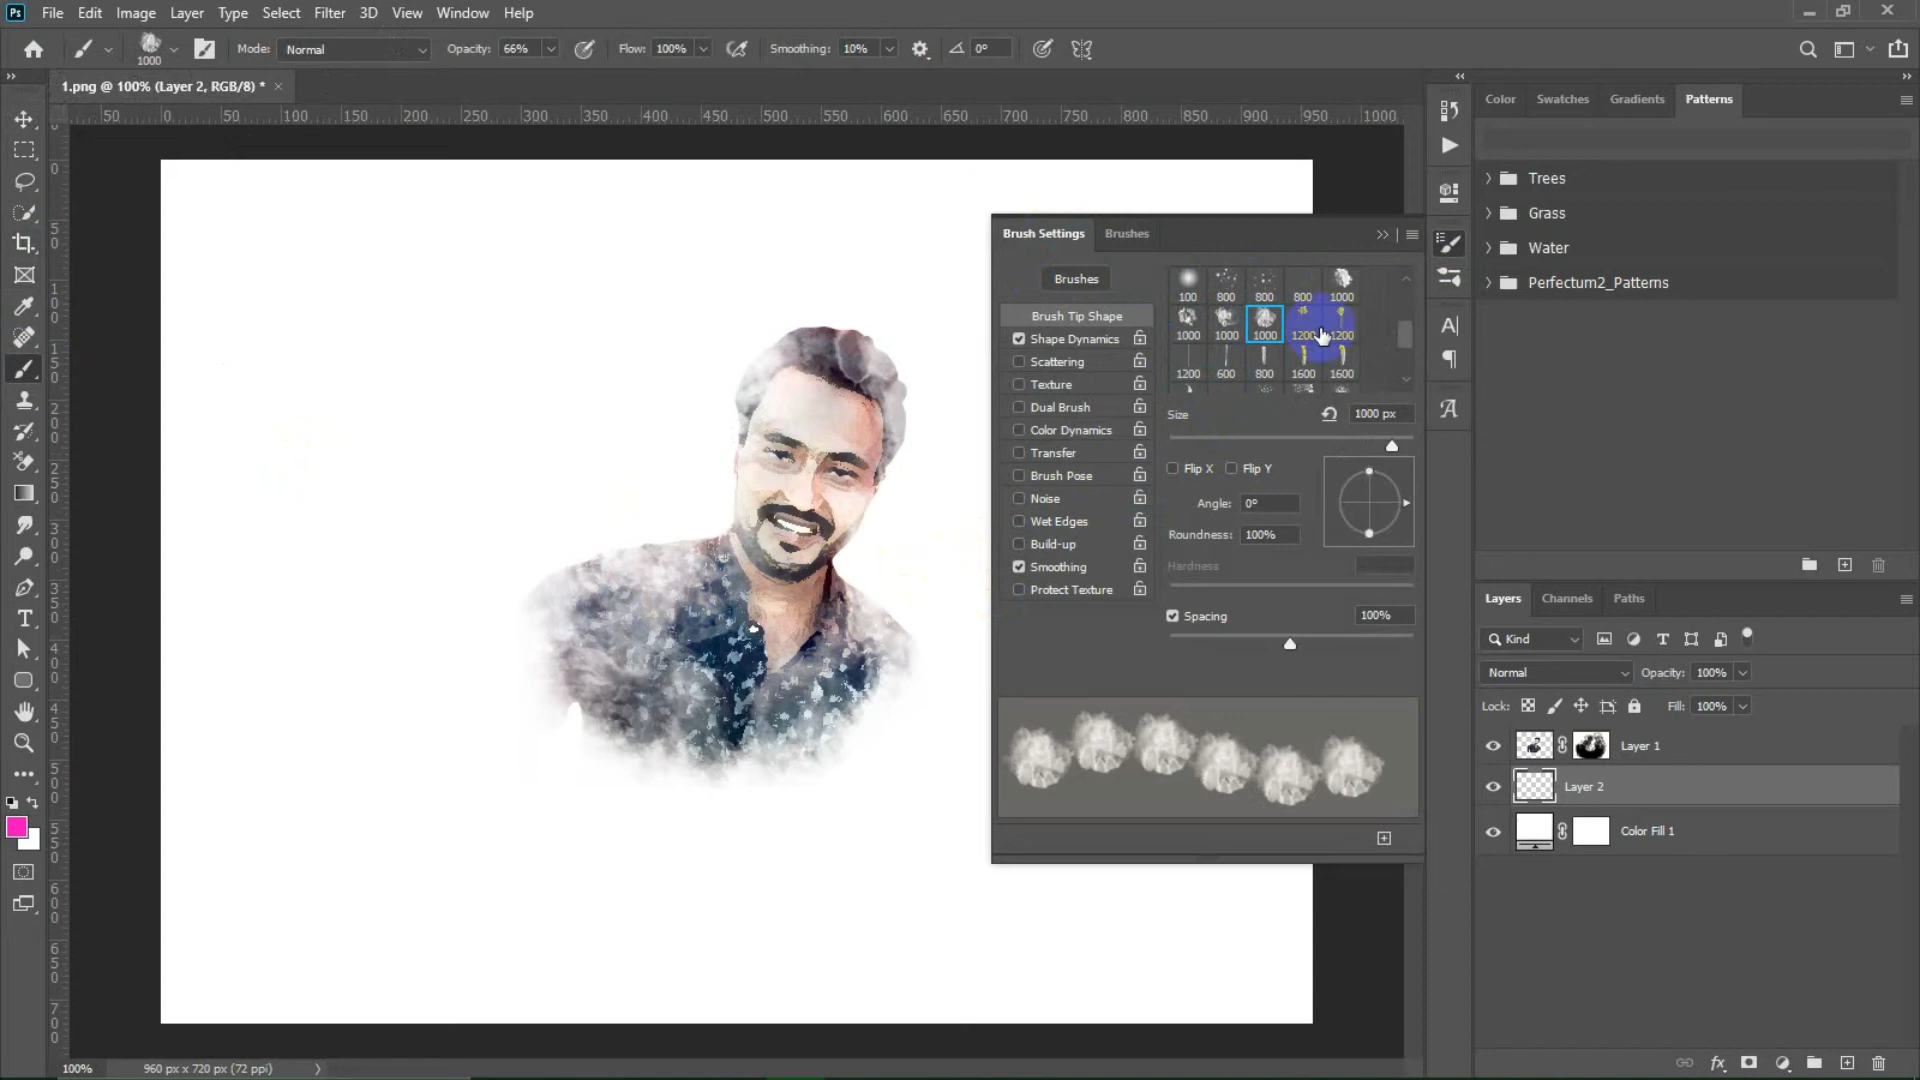 Ps File Edit Image Layer Type Select Filter 3D View Window Help
1000 Mode: Normal Opacity: 66% Flow: 100% Smoothing: 10% 0°
1.png @ 100% (Layer 2, RGB/8) * ×
50 0 50 100 150 200 250 300 350 400 450 500 550 600 650 700 750 800 850 900 950 1000
Color Swatches Gradients Patterns
Trees
Grass
Water
Perfectum2_Patterns
Brush Settings Brushes
Brushes
100 800 800 800 1000
1000 1000 1000 1200 1200
1200 600 800 1600 1600
Brush Tip Shape
Shape Dynamics
Scattering
Texture
Dual Brush
Color Dynamics
Transfer
Brush Pose
Noise
Wet Edges
Build-up
Smoothing
Protect Texture
Size 1000 px
Flip X Flip Y
Angle: 0°
Roundness: 100%
Hardness
Spacing 100%
Layers Channels Paths
Kind
Normal Opacity: 100%
Lock: Fill: 100%
Layer 1
Layer 2
Color Fill 1
100% 960 px x 720 px (72 ppi)